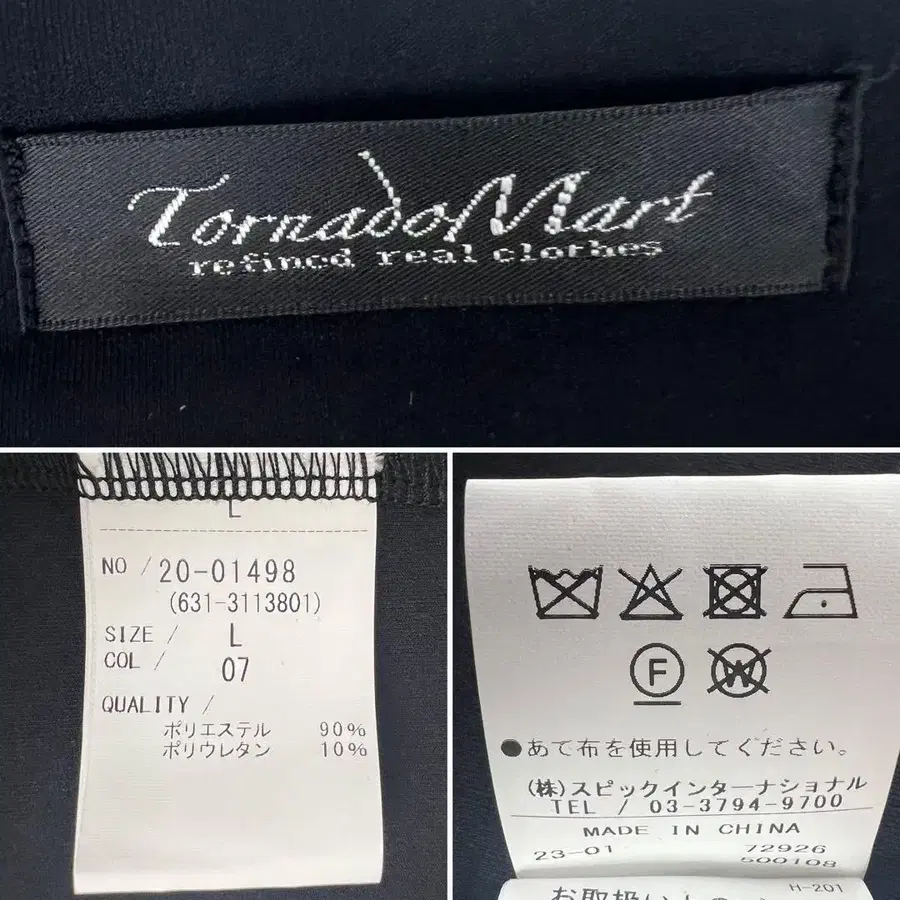 TornadoMart
refined real clothes
L
NO / 20-01498
(631-3113801)
SIZE / L
COL / 07
QUALITY /
ポリエステル 90%
ポリウレタン 10%
F
W
●あて布を使用してください。
(株)スピックインターナショナル
TEL / 03-3794-9700
MADE IN CHINA
23-01 72926
500108
H-201